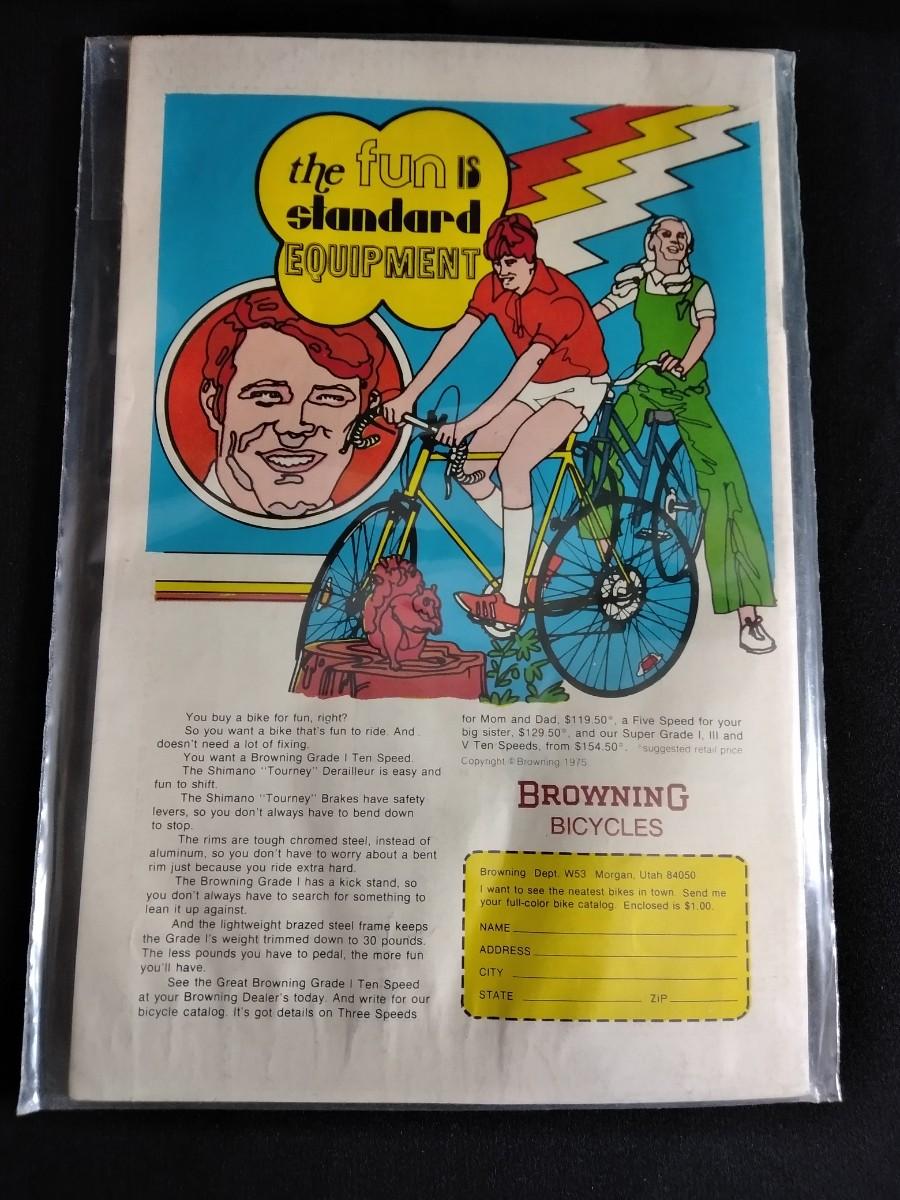 the fun IS
standard
EQUIPMENT
You buy a bike for fun, right?
So you want a bike that's fun to ride. And
doesn't need a lot of fixing.
You want a Browning Grade I Ten Speed.
The Shimano "Tourney" Derailleur is easy and
fun to shift.
The Shimano "Tourney" Brakes have safety
levers, so you don't always have to bend down
to stop.
The rims are tough chromed steel, instead of
aluminum, so you don't have to worry about a bent
rim just because you ride extra hard.
The Browning Grade I has a kick stand, so
you don't always have to search for something to
lean it up against.
And the lightweight brazed steel frame keeps
the Grade I's weight trimmed down to 30 pounds.
The less pounds you have to pedal, the more fun
you'll have.
See the Great Browning Grade I Ten Speed
at your Browning Dealer's today. And write for our
bicycle catalog. It's got details on Three Speeds
for Mom and Dad, $119.50*, a Five Speed for your
big sister, $129.50*, and our Super Grade I, III and
V Ten Speeds, from $154.50*. *suggested retail price
Copyright © Browning 1975
BROWNING
BICYCLES
Browning Dept. W53 Morgan, Utah 84050
I want to see the neatest bikes in town. Send me
your full-color bike catalog. Enclosed is $1.00.
NAME
ADDRESS
CITY
STATE ZIP